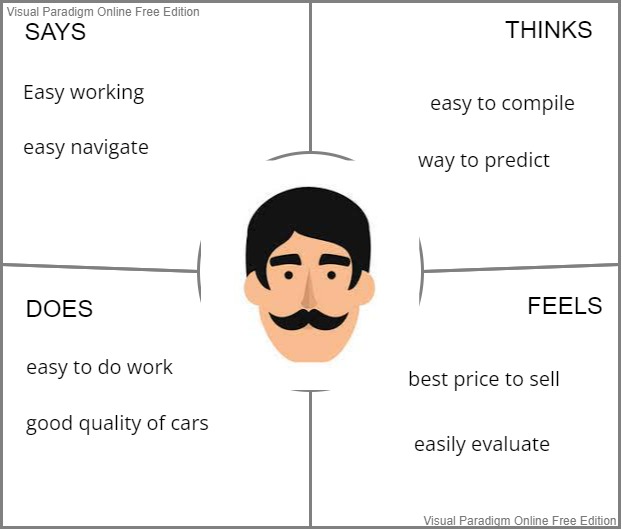 Visual Paradigm Online Free Edition
SAYS
Easy working
easy navigate
THINKS
easy to compile
way to predict
DOES
easy to do work
good quality of cars
FEELS
best price to sell
easily evaluate
Visual Paradigm Online Free Edition